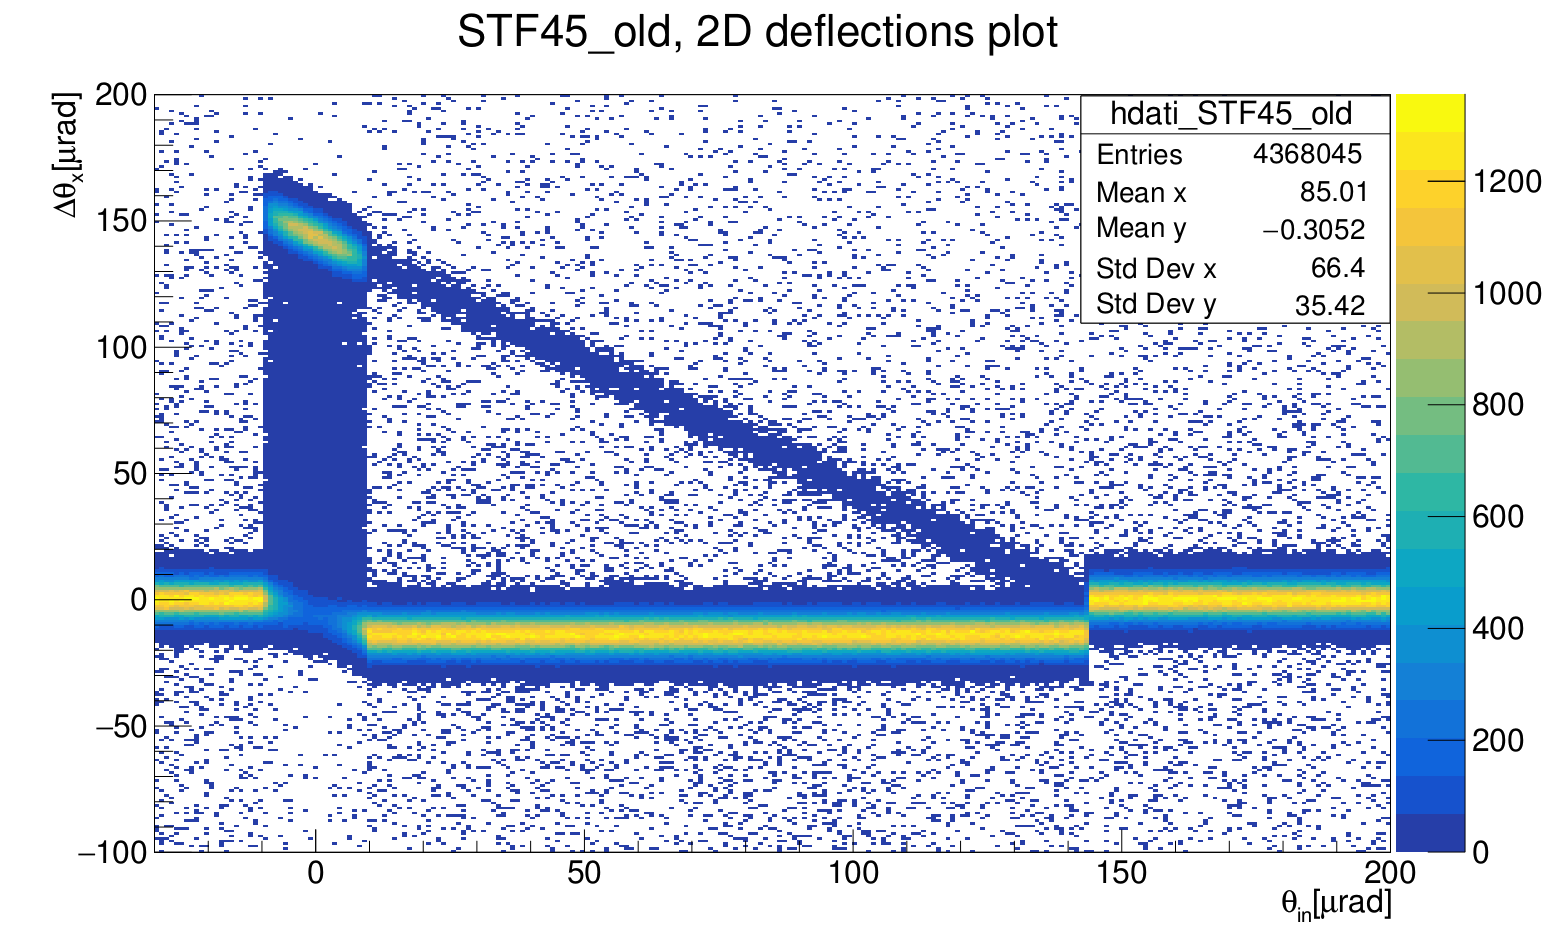 STF45_old, 2D deflections plot
Δθx[μrad]
200
150
100
50
0
−50
−100
hdati_STF45_old
Entries 4368045
Mean x 85.01
Mean y −0.3052
Std Dev x 66.4
Std Dev y 35.42
1200
1000
800
600
400
200
0
0 50 100 150 200
θin[μrad]